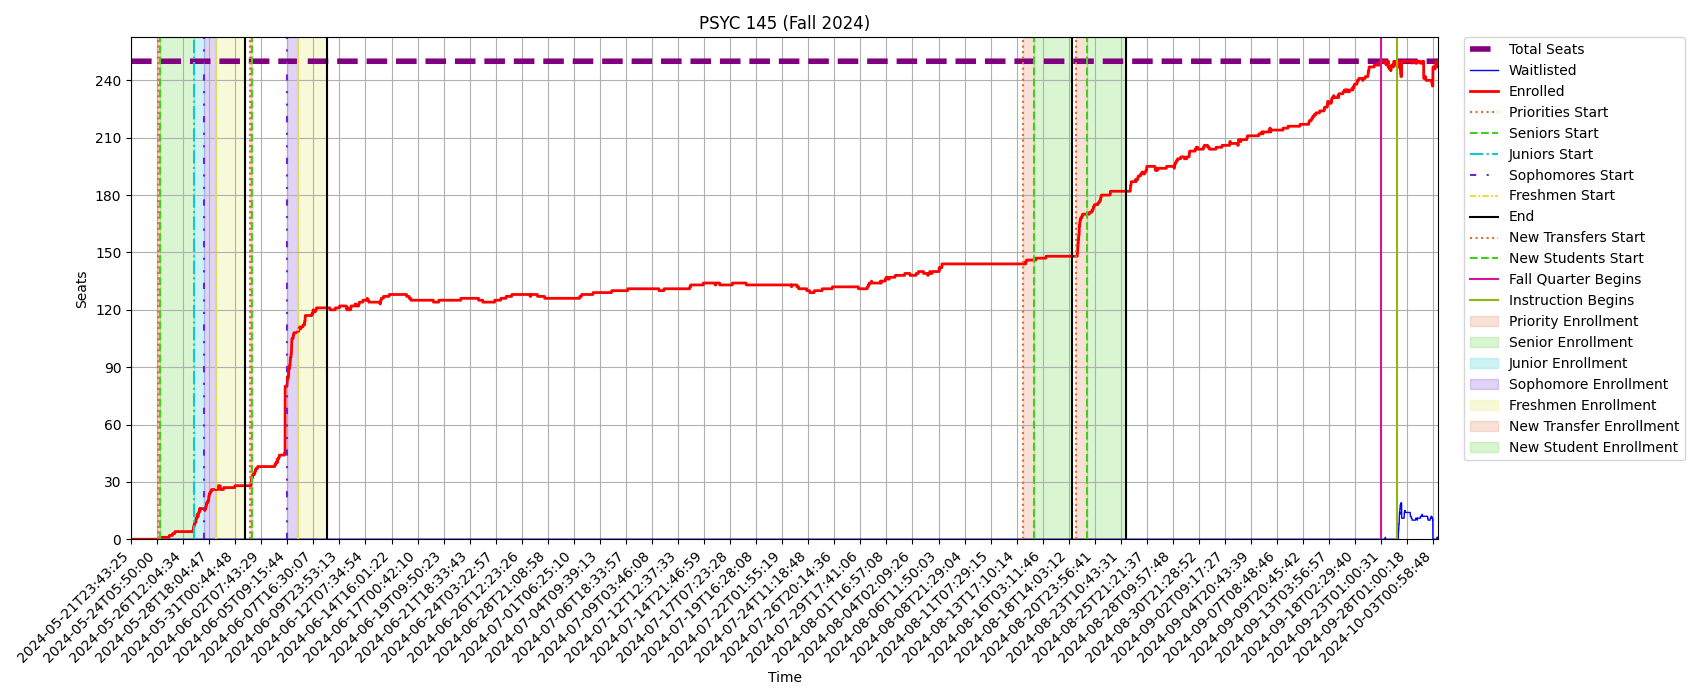 PSYC 145 (Fall 2024)
Seats
240
210
180
150
120
90
60
30
0
2024-05-21T23:43:25
2024-05-24T05:50:00
2024-05-26T12:04:34
2024-05-28T18:04:47
2024-05-31T00:44:48
2024-06-02T07:43:29
2024-06-05T09:15:44
2024-06-07T16:30:07
2024-06-09T23:53:13
2024-06-12T07:34:54
2024-06-14T16:01:22
2024-06-17T00:42:10
2024-06-19T09:50:23
2024-06-21T18:33:43
2024-06-24T03:22:57
2024-06-26T12:23:26
2024-06-28T21:08:58
2024-07-01T06:25:10
2024-07-04T09:39:13
2024-07-06T18:33:57
2024-07-09T03:46:08
2024-07-12T12:37:33
2024-07-14T21:46:59
2024-07-17T07:23:28
2024-07-19T16:28:08
2024-07-22T01:55:19
2024-07-24T11:18:48
2024-07-26T20:14:36
2024-07-29T17:41:06
2024-08-01T16:57:08
2024-08-04T02:09:26
2024-08-06T11:50:03
2024-08-08T21:29:04
2024-08-11T07:29:15
2024-08-13T17:10:14
2024-08-16T03:11:46
2024-08-18T14:03:12
2024-08-20T23:56:41
2024-08-23T10:43:31
2024-08-25T21:21:37
2024-08-28T09:57:48
2024-08-30T21:28:52
2024-09-02T09:17:27
2024-09-04T20:43:39
2024-09-07T08:48:46
2024-09-09T20:45:42
2024-09-13T03:56:57
2024-09-18T02:29:40
2024-09-23T01:00:31
2024-09-28T01:00:18
2024-10-03T00:58:48
Time
Total Seats
Waitlisted
Enrolled
Priorities Start
Seniors Start
Juniors Start
Sophomores Start
Freshmen Start
End
New Transfers Start
New Students Start
Fall Quarter Begins
Instruction Begins
Priority Enrollment
Senior Enrollment
Junior Enrollment
Sophomore Enrollment
Freshmen Enrollment
New Transfer Enrollment
New Student Enrollment